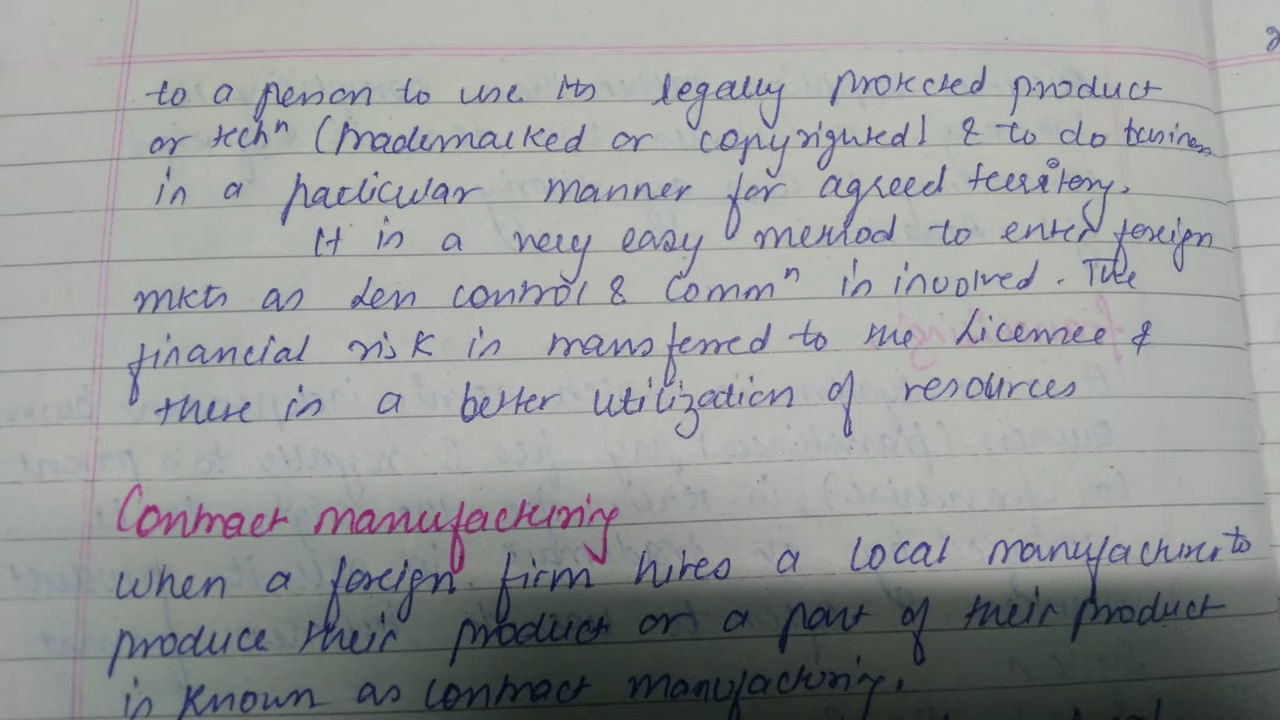 to a person to use its legally protected product
or techⁿ (trademarked or copyrighted) & to do business
in a particular manner for agreed territory.
It is a very easy method to enter foreign
mkts as less control & Commⁿ is involved. The
financial risk is transferred to the Licensee &
there is a better utilization of resources
Contract manufacturing
When a foreign firm hires a local manufacturer to
produce their product or a part of their product
is known as contract manufacturing.